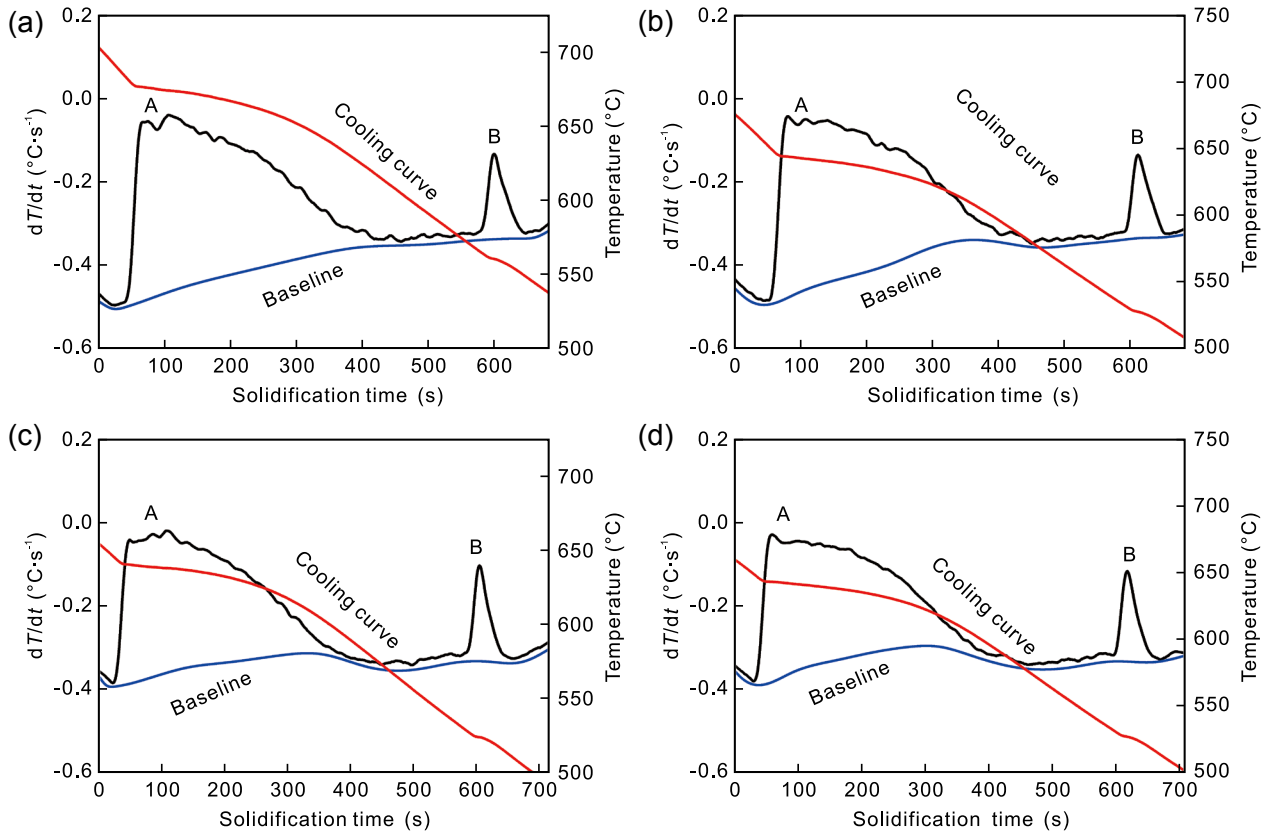 (a)
0.2
0.0
-0.2
-0.4
-0.6
dT/dt (°C·s⁻¹)
A
B
Cooling curve
Baseline
700
650
600
550
500
Temperature (°C)
0 100 200 300 400 500 600
Solidification time (s)
(b)
0.2
0.0
-0.2
-0.4
-0.6
dT/dt (°C·s⁻¹)
A
B
Cooling curve
Baseline
750
700
650
600
550
500
Temperature (°C)
0 100 200 300 400 500 600
Solidification time (s)
(c)
0.2
0.0
-0.2
-0.4
-0.6
dT/dt (°C·s⁻¹)
A
B
Cooling curve
Baseline
700
650
600
550
500
Temperature (°C)
0 100 200 300 400 500 600 700
Solidification time (s)
(d)
0.2
0.0
-0.2
-0.4
-0.6
dT/dt (°C·s⁻¹)
A
B
Cooling curve
Baseline
750
700
650
600
550
500
Temperature (°C)
0 100 200 300 400 500 600 700
Solidification time (s)